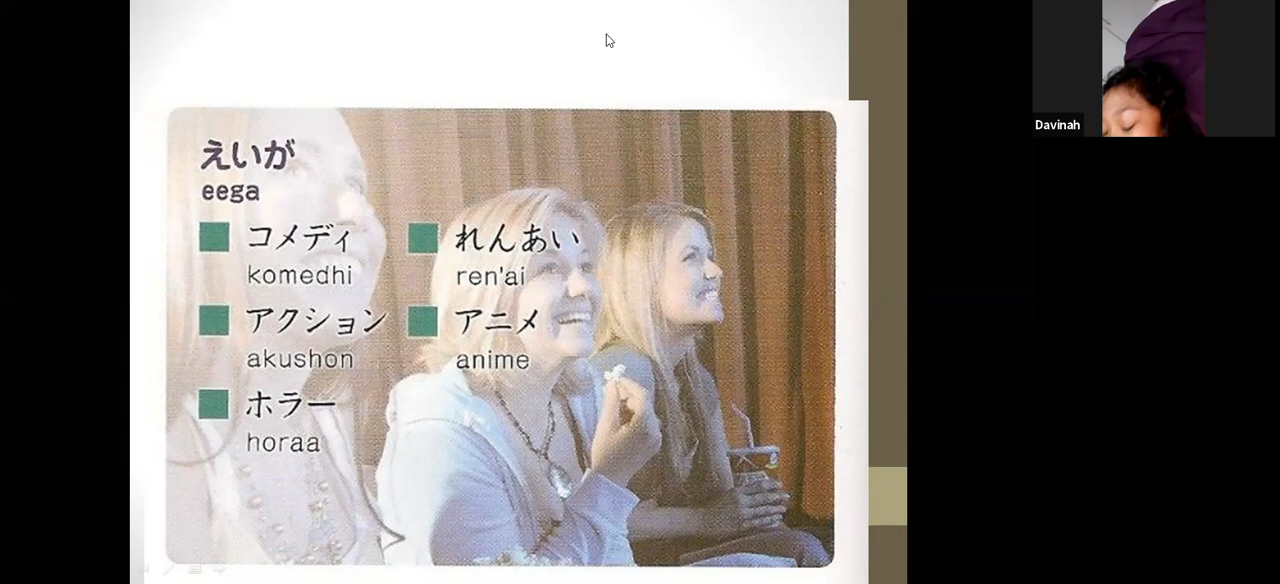 えいが
eega
コメディ
komedhi
れんあい
ren'ai
アクション
akushon
アニメ
anime
ホラー
horaa
Davinah